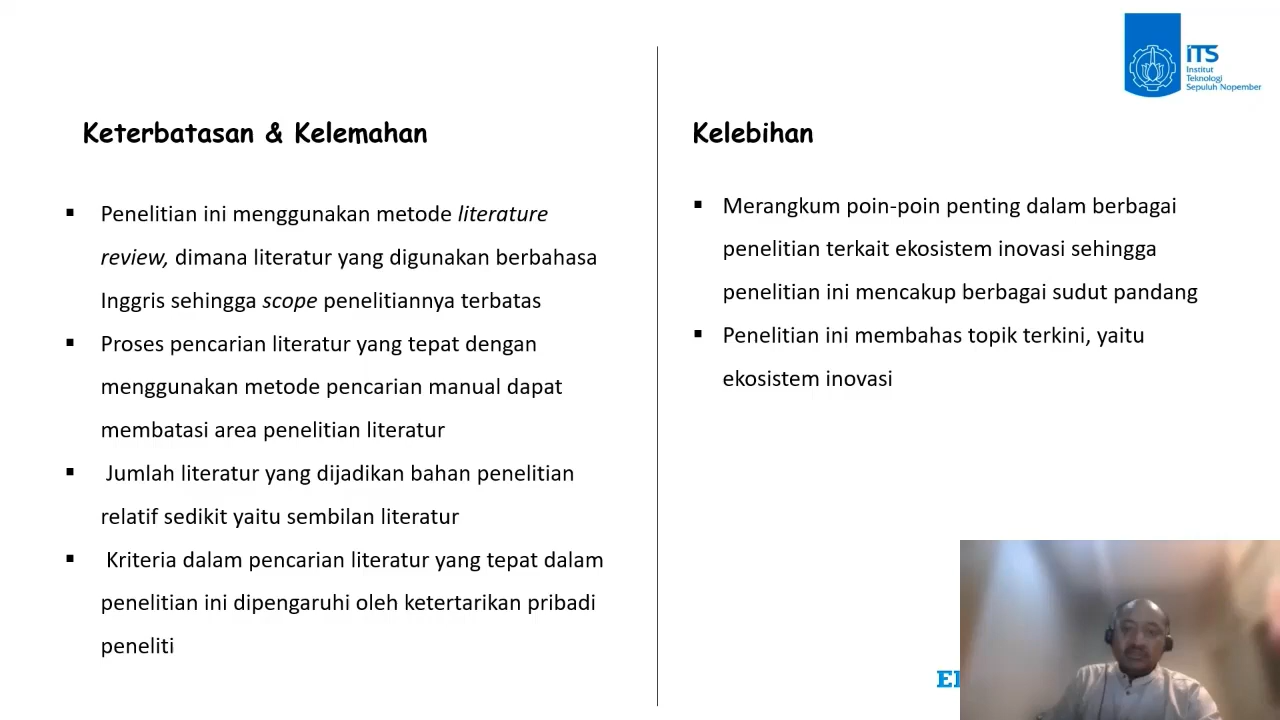 iTS
Institut
Teknologi
Sepuluh Nopember
Keterbatasan & Kelemahan
Penelitian ini menggunakan metode literature
review, dimana literatur yang digunakan berbahasa
Inggris sehingga scope penelitiannya terbatas
Proses pencarian literatur yang tepat dengan
menggunakan metode pencarian manual dapat
membatasi area penelitian literatur
Jumlah literatur yang dijadikan bahan penelitian
relatif sedikit yaitu sembilan literatur
Kriteria dalam pencarian literatur yang tepat dalam
penelitian ini dipengaruhi oleh ketertarikan pribadi
peneliti
Kelebihan
Merangkum poin-poin penting dalam berbagai
penelitian terkait ekosistem inovasi sehingga
penelitian ini mencakup berbagai sudut pandang
Penelitian ini membahas topik terkini, yaitu
ekosistem inovasi